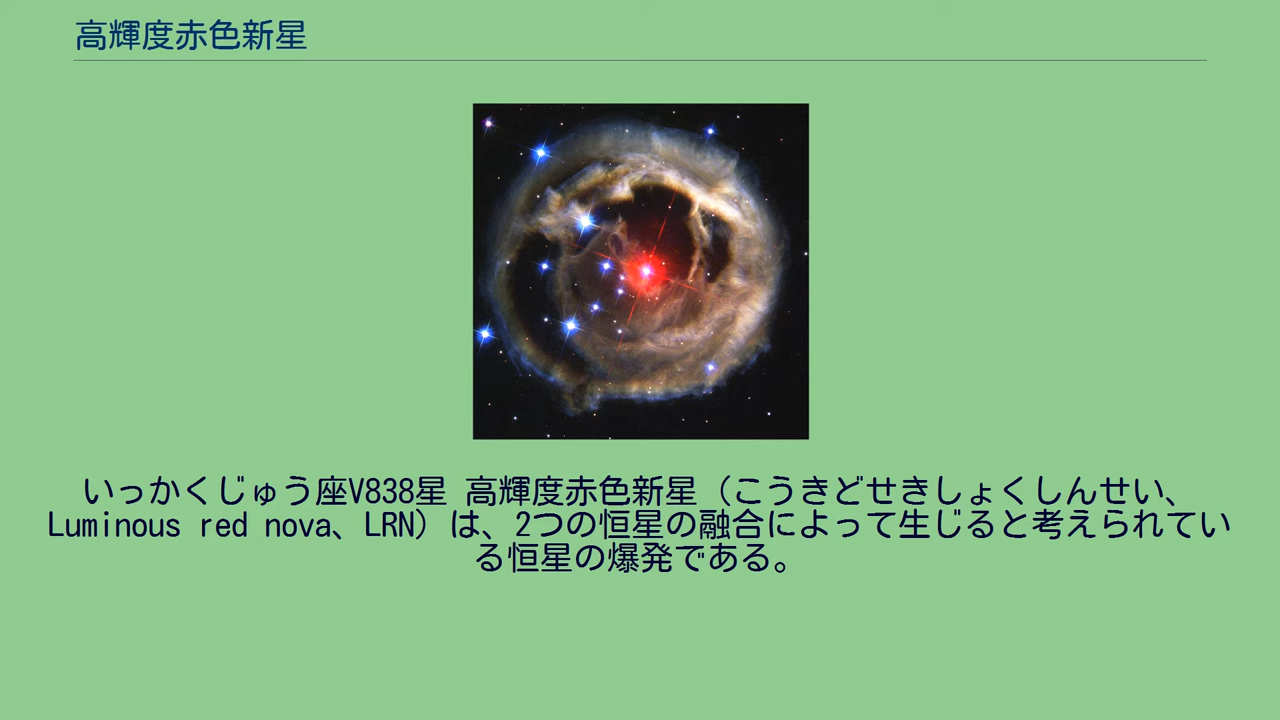 高輝度赤色新星
いっかくじゅう座V838星 高輝度赤色新星（こうきどせきしょくしんせい、
Luminous red nova、LRN）は、2つの恒星の融合によって生じると考えられてい
る恒星の爆発である。